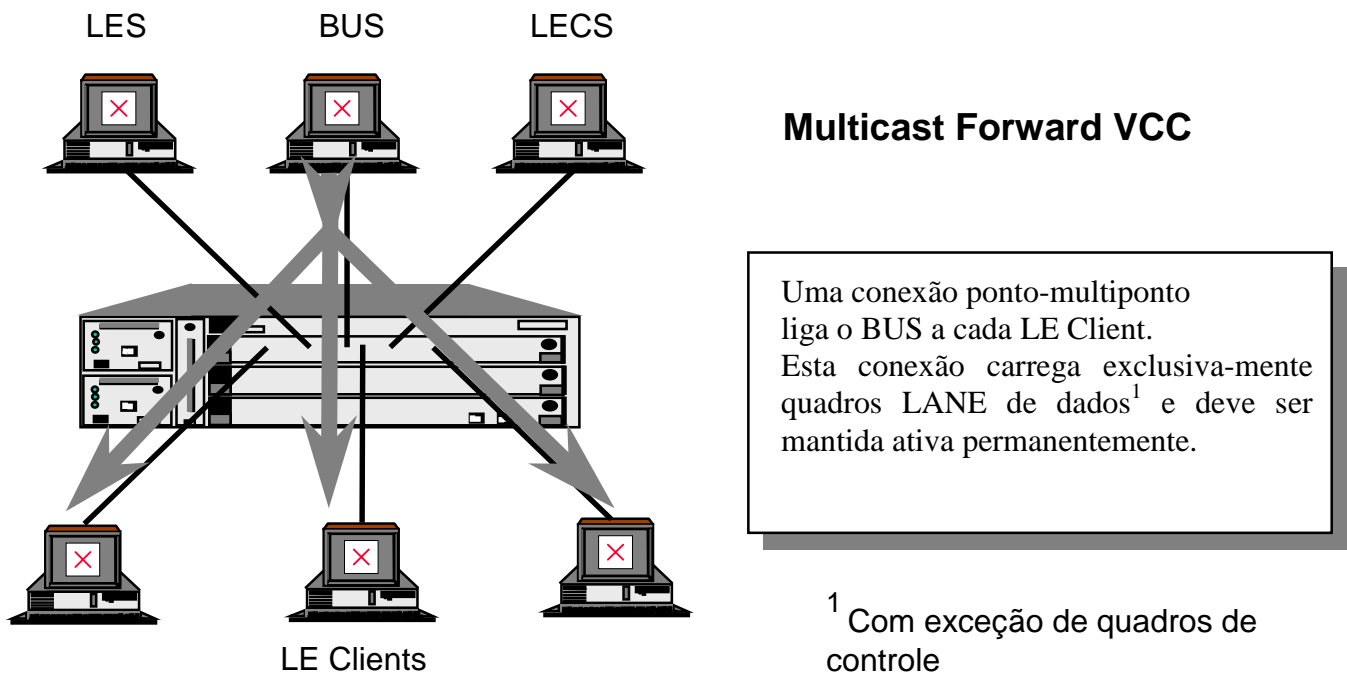 LES BUS LECS
Multicast Forward VCC
Uma conexão ponto-multiponto
liga o BUS a cada LE Client.
Esta conexão carrega exclusiva-mente
quadros LANE de dados¹ e deve ser
mantida ativa permanentemente.
LE Clients
¹ Com exceção de quadros de
controle